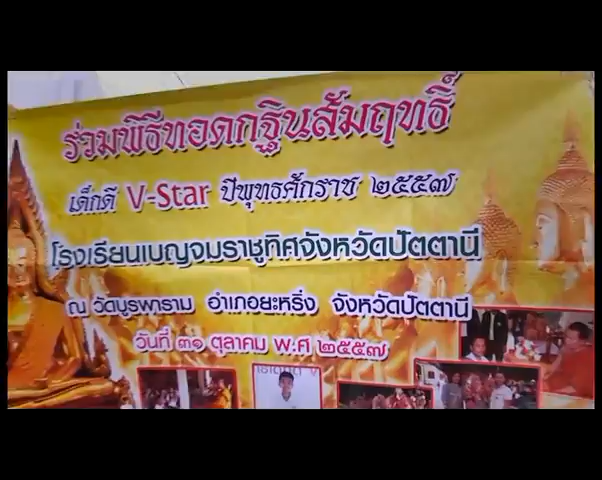 ร่วมพิธีทอดกฐินสัมฤทธิ์
เด็กดี V-Star ปีพุทธศักราช ๒๕๕๗
โรงเรียนเบญจมราชูทิศจังหวัดปัตตานี
ณ วัดบูรพาราม อำเภอยะหริ่ง จังหวัดปัตตานี
วันที่ ๓๑ ตุลาคม พ.ศ ๒๕๕๗